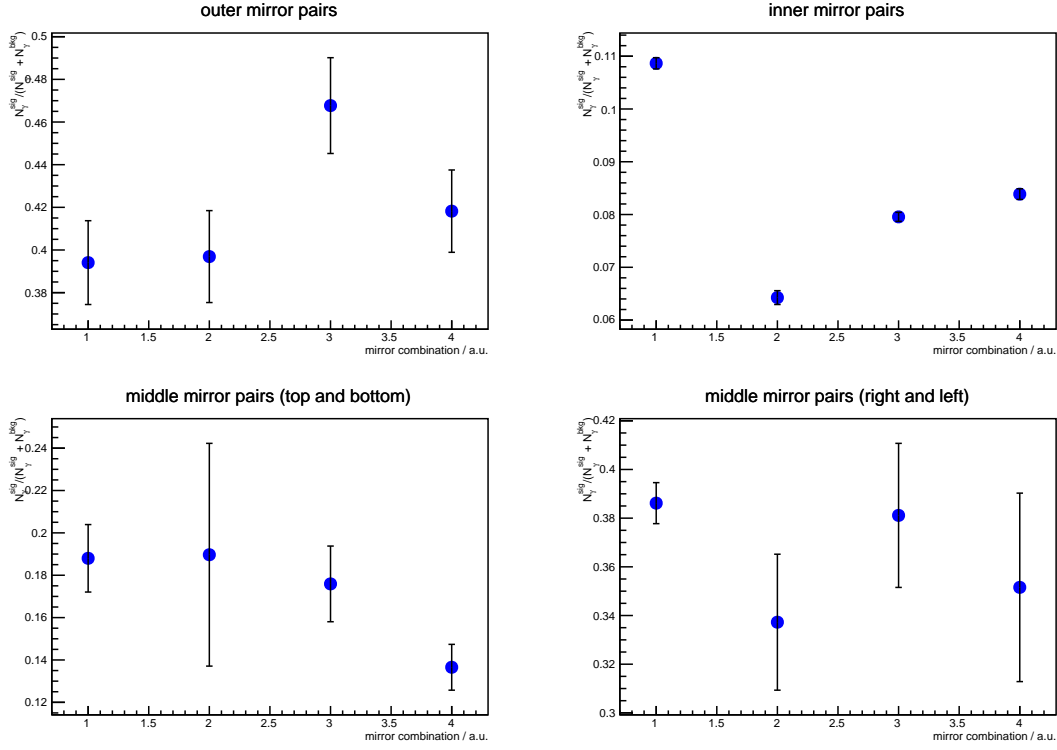 outer mirror pairs
N_γ^sig/(N_γ^sig + N_γ^bkg)
0.5
0.48
0.46
0.44
0.42
0.4
0.38
1 1.5 2 2.5 3 3.5 4
mirror combination / a.u.
inner mirror pairs
N_γ^sig/(N_γ^sig + N_γ^bkg)
0.11
0.1
0.09
0.08
0.07
0.06
1 1.5 2 2.5 3 3.5 4
mirror combination / a.u.
middle mirror pairs (top and bottom)
N_γ^sig/(N_γ^sig + N_γ^bkg)
0.24
0.22
0.2
0.18
0.16
0.14
0.12
1 1.5 2 2.5 3 3.5 4
mirror combination / a.u.
middle mirror pairs (right and left)
N_γ^sig/(N_γ^sig + N_γ^bkg)
0.42
0.4
0.38
0.36
0.34
0.32
0.3
1 1.5 2 2.5 3 3.5 4
mirror combination / a.u.